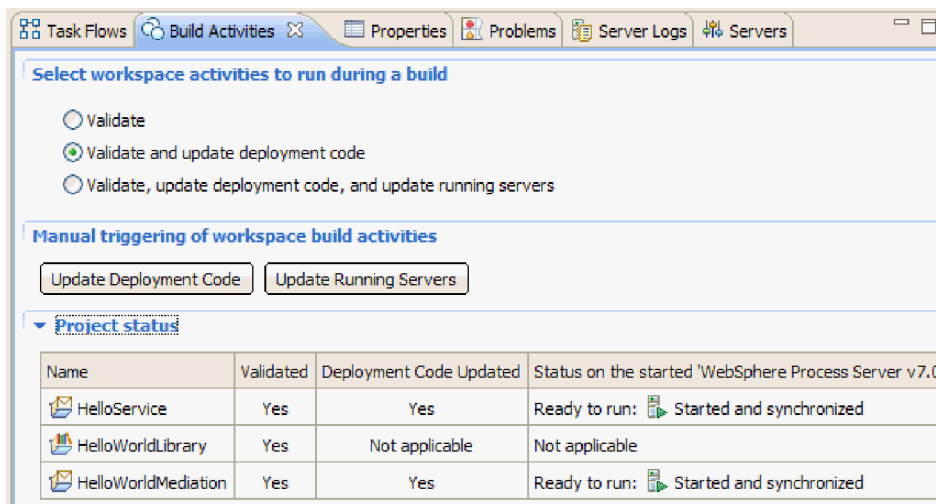 Task Flows Build Activities Properties Problems Server Logs Servers
Select workspace activities to run during a build
Validate
Validate and update deployment code
Validate, update deployment code, and update running servers
Manual triggering of workspace build activities
Update Deployment Code Update Running Servers
Project status
Name Validated Deployment Code Updated Status on the started 'WebSphere Process Server v7.0
HelloService Yes Yes Ready to run: Started and synchronized
HelloWorldLibrary Yes Not applicable Not applicable
HelloWorldMediation Yes Yes Ready to run: Started and synchronized